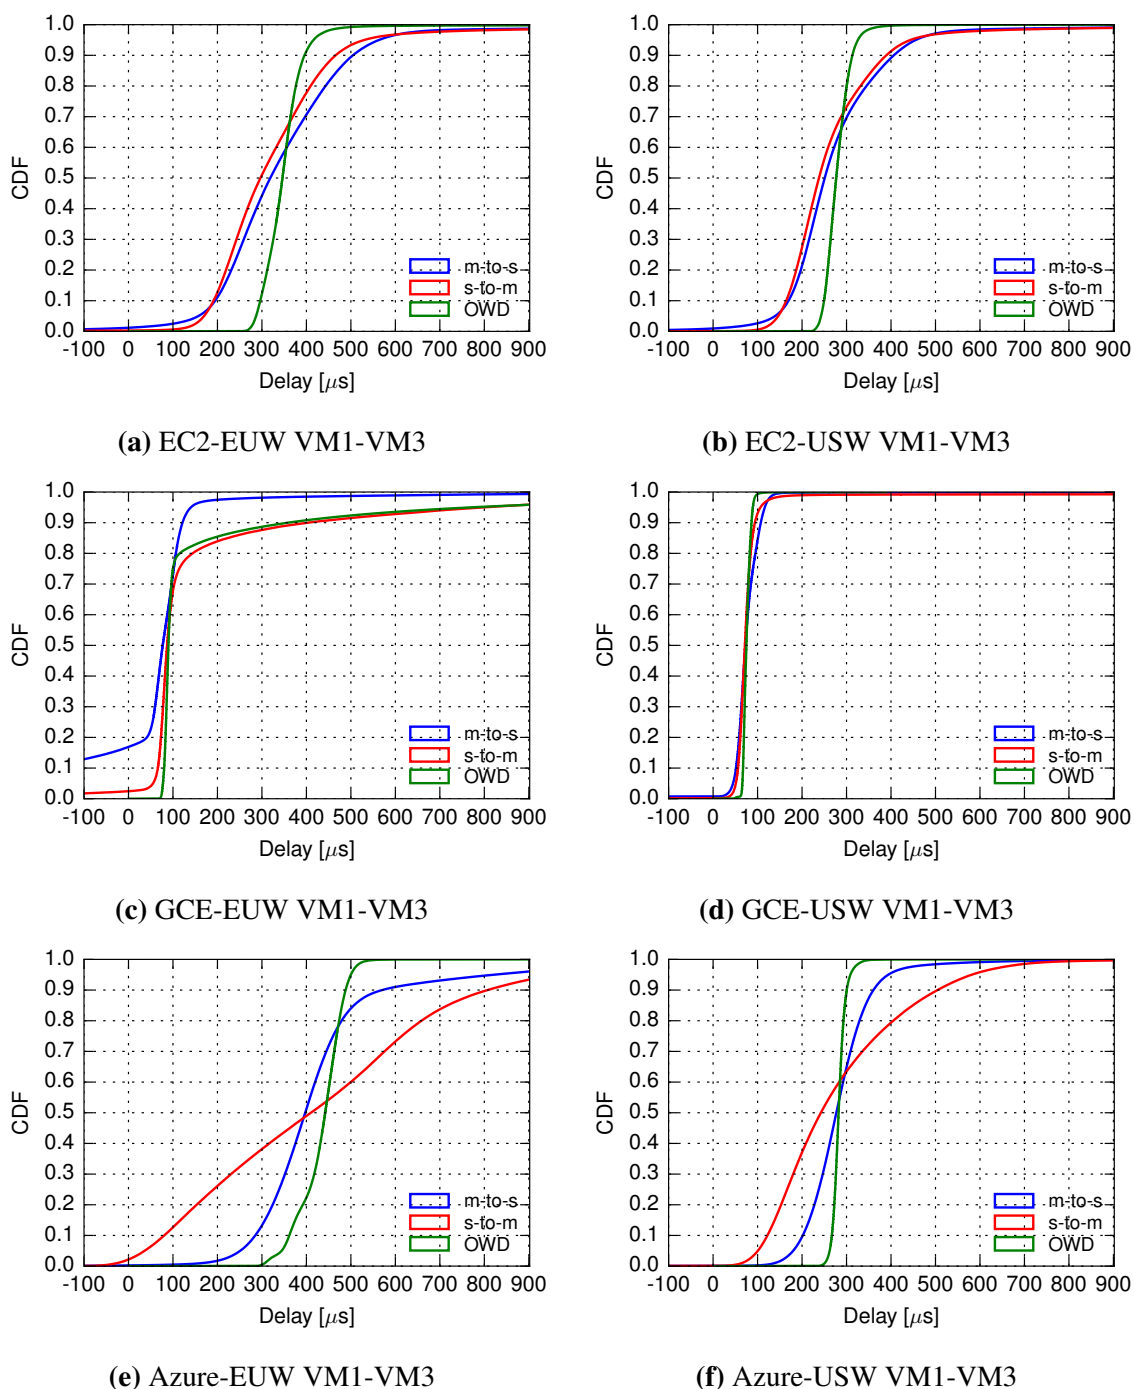 1.0
0.9
0.8
0.7
0.6
0.5
0.4
0.3
0.2
0.1
0.0
CDF
-100 0 100 200 300 400 500 600 700 800 900
Delay [μs]
m-to-s
s-to-m
OWD
(a) EC2-EUW VM1-VM3
1.0
0.9
0.8
0.7
0.6
0.5
0.4
0.3
0.2
0.1
0.0
CDF
-100 0 100 200 300 400 500 600 700 800 900
Delay [μs]
m-to-s
s-to-m
OWD
(b) EC2-USW VM1-VM3
1.0
0.9
0.8
0.7
0.6
0.5
0.4
0.3
0.2
0.1
0.0
CDF
-100 0 100 200 300 400 500 600 700 800 900
Delay [μs]
m-to-s
s-to-m
OWD
(c) GCE-EUW VM1-VM3
1.0
0.9
0.8
0.7
0.6
0.5
0.4
0.3
0.2
0.1
0.0
CDF
-100 0 100 200 300 400 500 600 700 800 900
Delay [μs]
m-to-s
s-to-m
OWD
(d) GCE-USW VM1-VM3
1.0
0.9
0.8
0.7
0.6
0.5
0.4
0.3
0.2
0.1
0.0
CDF
-100 0 100 200 300 400 500 600 700 800 900
Delay [μs]
m-to-s
s-to-m
OWD
(e) Azure-EUW VM1-VM3
1.0
0.9
0.8
0.7
0.6
0.5
0.4
0.3
0.2
0.1
0.0
CDF
-100 0 100 200 300 400 500 600 700 800 900
Delay [μs]
m-to-s
s-to-m
OWD
(f) Azure-USW VM1-VM3